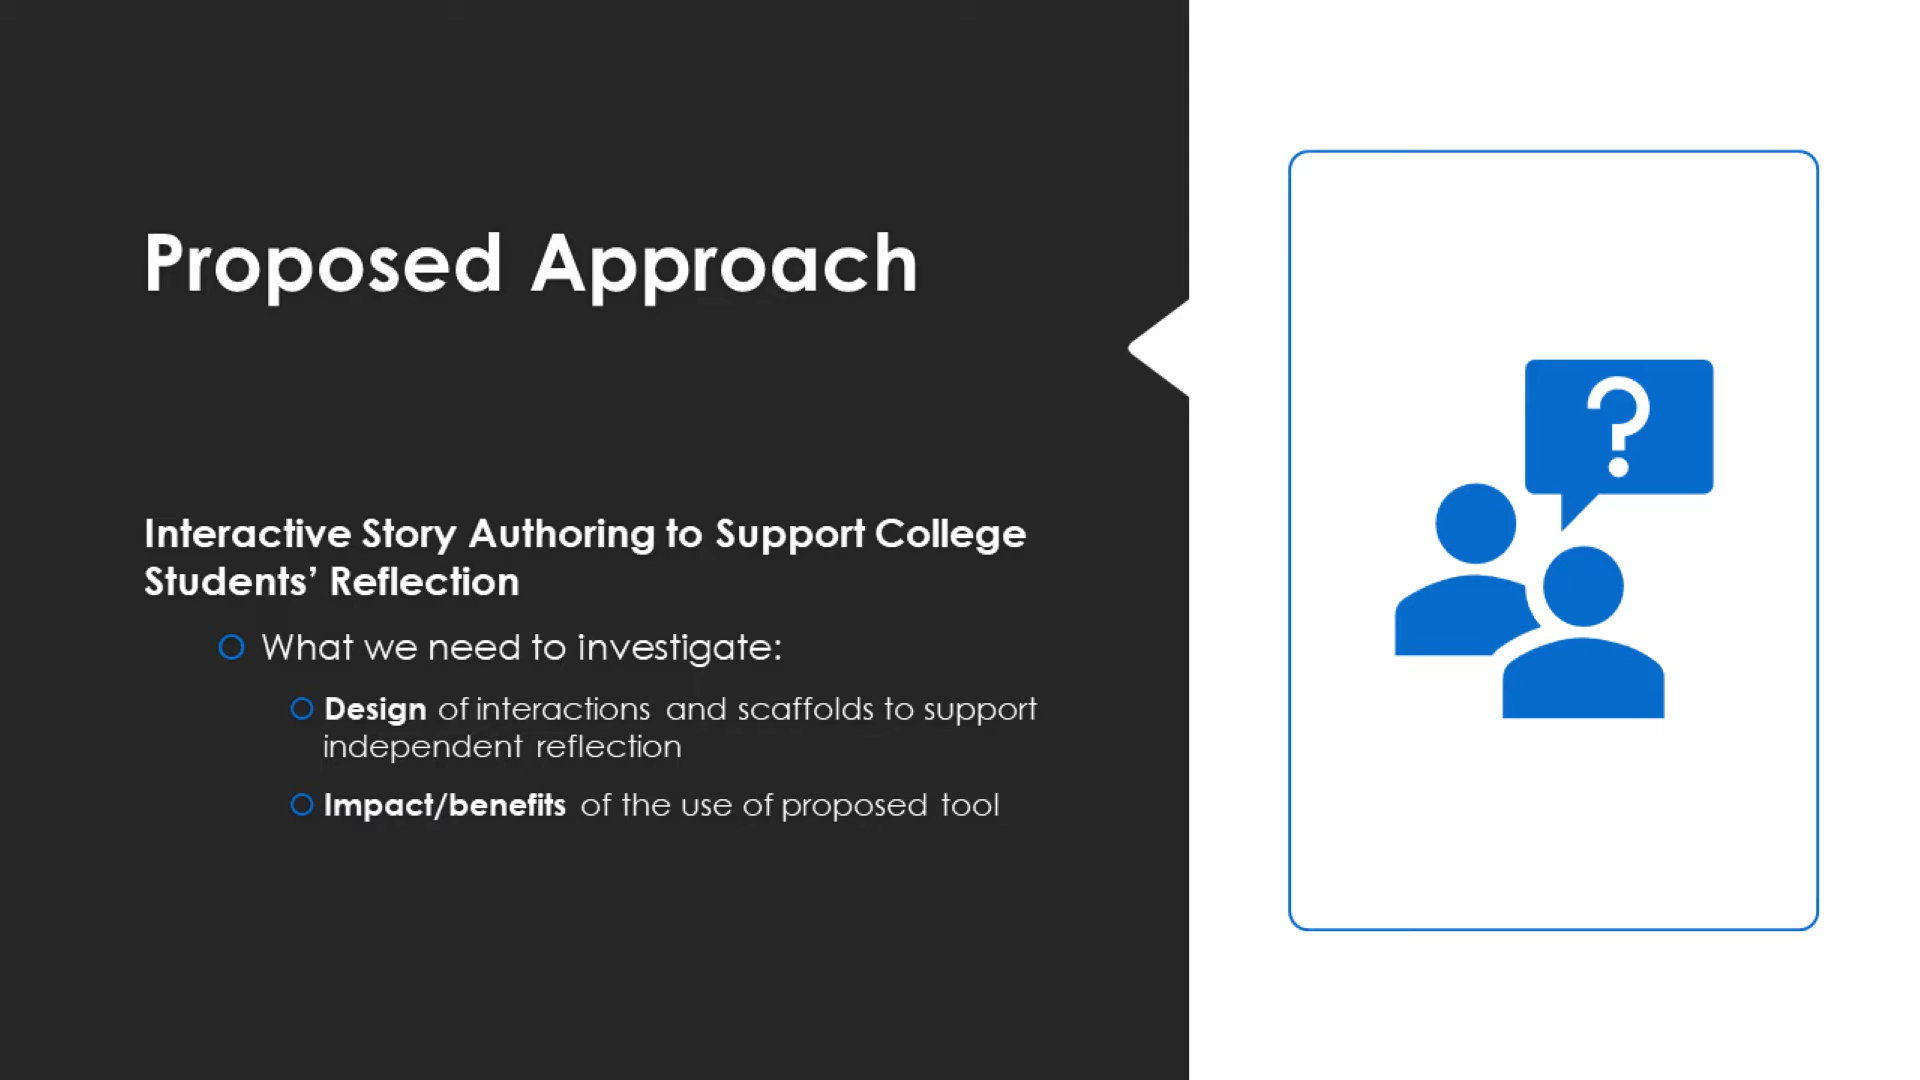 Proposed Approach
Interactive Story Authoring to Support College
Students’ Reflection
What we need to investigate:
Design of interactions and scaffolds to support
independent reflection
Impact/benefits of the use of proposed tool
?